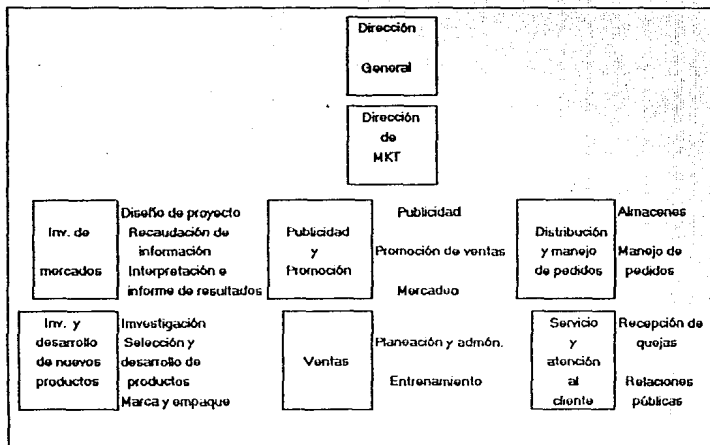 Dirección
General
Dirección
de
MKT
Inv. de
mercados
Diseño de proyecto
Recaudación de
información
Interpretación e
informe de resultados
Publicidad
y
Promoción
Publicidad
Promoción de ventas
Mercadeo
Distribución
y manejo
de pedidos
Almacenes
Manejo de
pedidos
Inv. y
desarrollo
de nuevos
productos
Imvestigación
Selección y
desarrollo de
productos
Marca y empaque
Ventas
Planeación y admón.
Entrenamiento
Servicio
y
atención
al
cliente
Recepción de
quejas
Relaciones
públicas